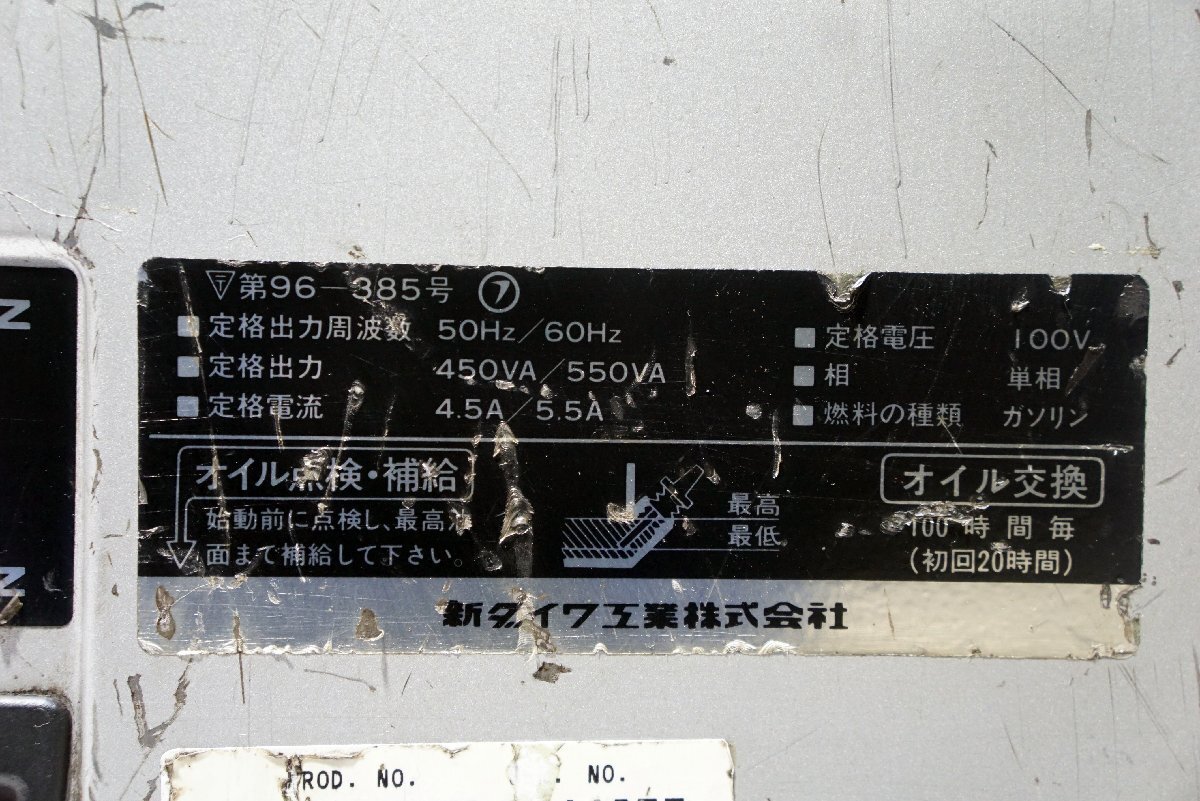 〒第96-385号 フ
定格出力周波数 50Hz/60Hz
定格出力 450VA/550VA
定格電流 4.5A/5.5A
定格電圧 100V
相 単相
燃料の種類 ガソリン
オイル点検・補給
始動前に点検し、最高
面まで補給して下さい。
最高
最低
オイル交換
100時間毎
(初回20時間)
新ダイワ工業株式会社
ROD. NO.
NO.
Z
Z